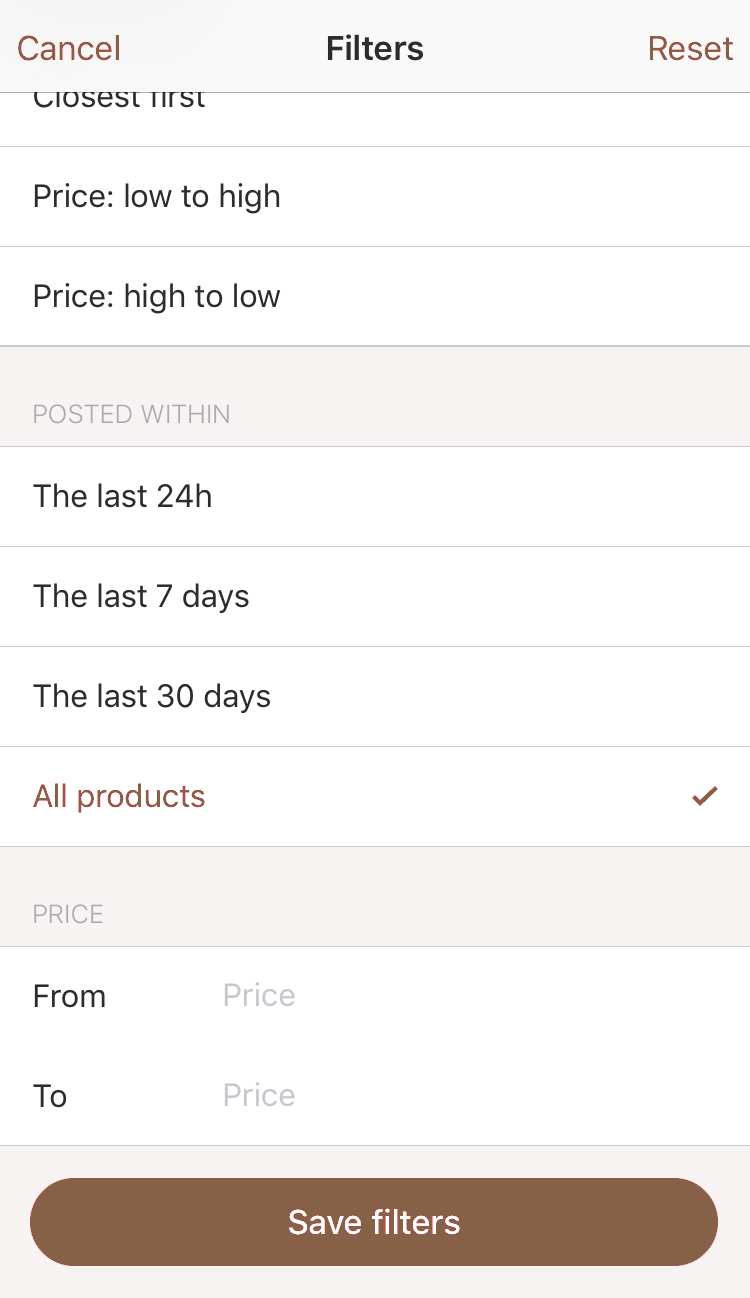 Cancel Filters Reset
Closest first
Price: low to high
Price: high to low
POSTED WITHIN
The last 24h
The last 7 days
The last 30 days
All products
PRICE
From Price
To Price
Save filters